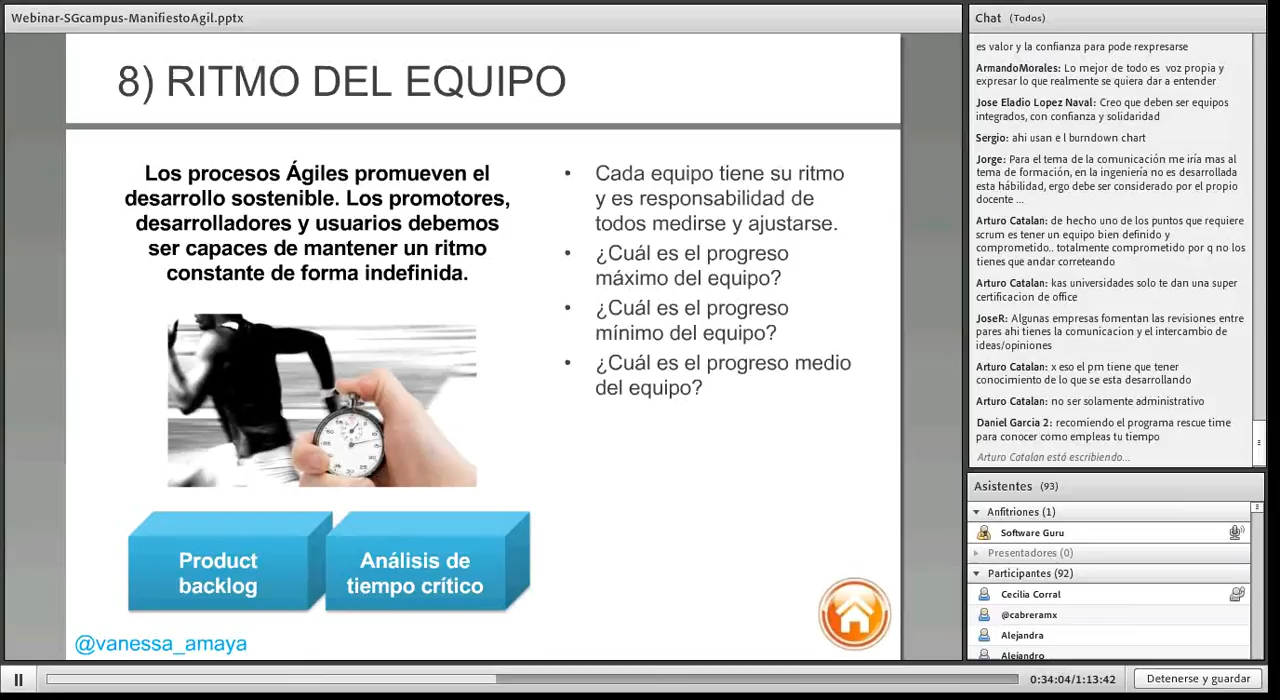 Webinar-SGcampus-ManifiestoAgil.pptx
8) RITMO DEL EQUIPO
Los procesos Ágiles promueven el
desarrollo sostenible. Los promotores,
desarrolladores y usuarios debemos
ser capaces de mantener un ritmo
constante de forma indefinida.
• Cada equipo tiene su ritmo
y es responsabilidad de
todos medirse y ajustarse.
• ¿Cuál es el progreso
máximo del equipo?
• ¿Cuál es el progreso
mínimo del equipo?
• ¿Cuál es el progreso medio
del equipo?
Product
backlog
Análisis de
tiempo crítico
@vanessa_amaya
Chat (Todos)
es valor y la confianza para pode rexpresarse
ArmandoMorales: Lo mejor de todo es voz propia y
expresar lo que realmente se quiera dar a entender
Jose Eladio Lopez Naval: Creo que deben ser equipos
integrados, con confianza y solidaridad
Sergio: ahi usan e l burndown chart
Jorge: Para el tema de la comunicación me iría mas al
tema de formación, en la ingeniería no es desarrollada
esta hábilidad, ergo debe ser considerado por el propio
docente ...
Arturo Catalan: de hecho uno de los puntos que requiere
scrum es tener un equipo bien definido y
comprometido.. totalmente comprometido por q no los
tienes que andar correteando
Arturo Catalan: kas universidades solo te dan una super
certificacion de office
JoseR: Algunas empresas fomentan las revisiones entre
pares ahi tienes la comunicacion y el intercambio de
ideas/opiniones
Arturo Catalan: x eso el pm tiene que tener
conocimiento de lo que se esta desarrollando
Arturo Catalan: no ser solamente administrativo
Daniel Garcia 2: recomiendo el programa rescue time
para conocer como empleas tu tiempo
Arturo Catalan está escribiendo...
Asistentes (93)
Anfitriones (1)
Software Guru
Presentadores (0)
Participantes (92)
Cecilia Corral
@cabreramx
Alejandra
Alejandro
0:34:04/1:13:42
Detenerse y guardar